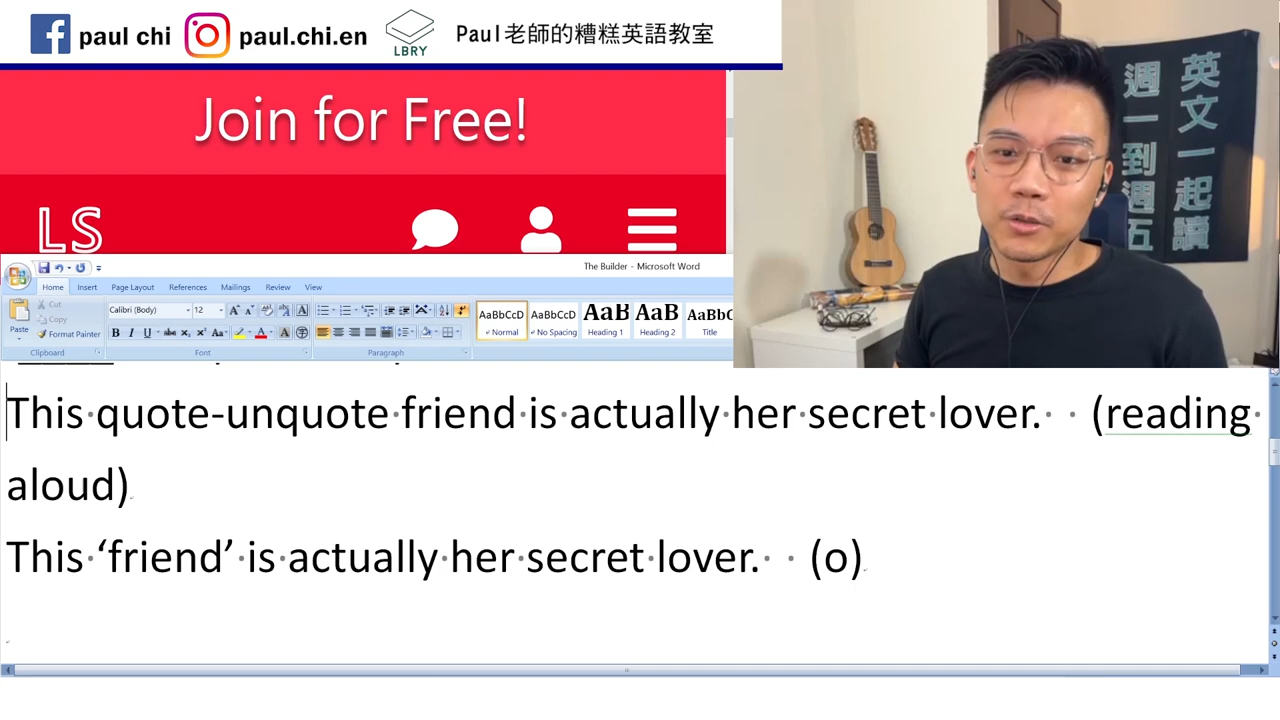 paul chi
paul.chi.en
LBRY
Paul老師的糟糕英語教室
Join for Free!
LS
The Builder - Microsoft Word
Home Insert Page Layout References Mailings Review View
Paste
Cut
Copy
Format Painter
Clipboard
Calibri (Body) 12
Font
Paragraph
AaBbCcD AaBbCcD AaB AaB AaBbC
Normal No Spacing Heading 1 Heading 2 Title
英文一起讀
週一到週五
This quote-unquote friend is actually her secret lover. (reading
aloud)
This ‘friend’ is actually her secret lover. (o)